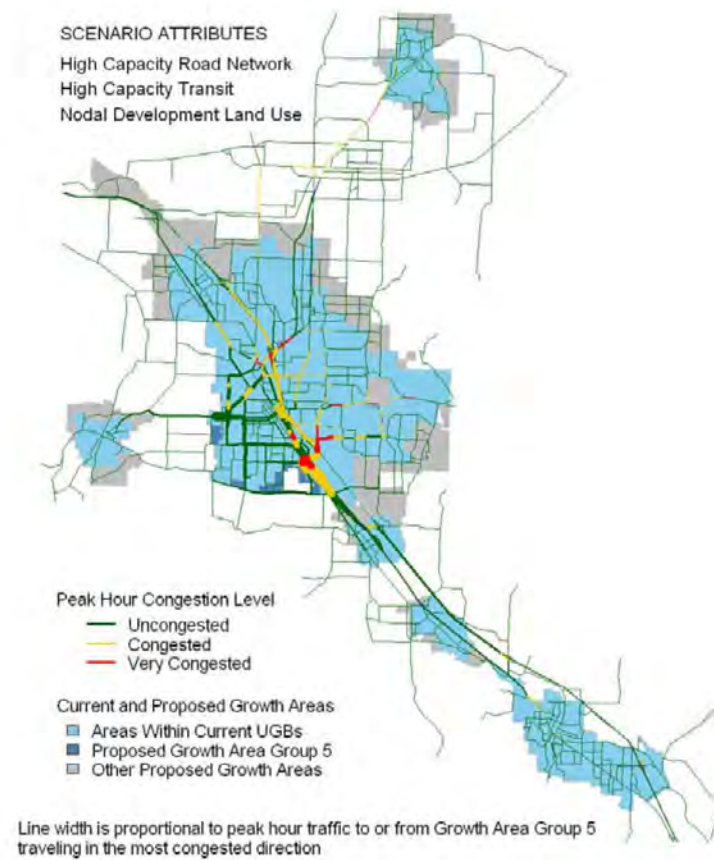 SCENARIO ATTRIBUTES
High Capacity Road Network
High Capacity Transit
Nodal Development Land Use
Peak Hour Congestion Level
Uncongested
Congested
Very Congested
Current and Proposed Growth Areas
Areas Within Current UGBs
Proposed Growth Area Group 5
Other Proposed Growth Areas
Line width is proportional to peak hour traffic to or from Growth Area Group 5
traveling in the most congested direction